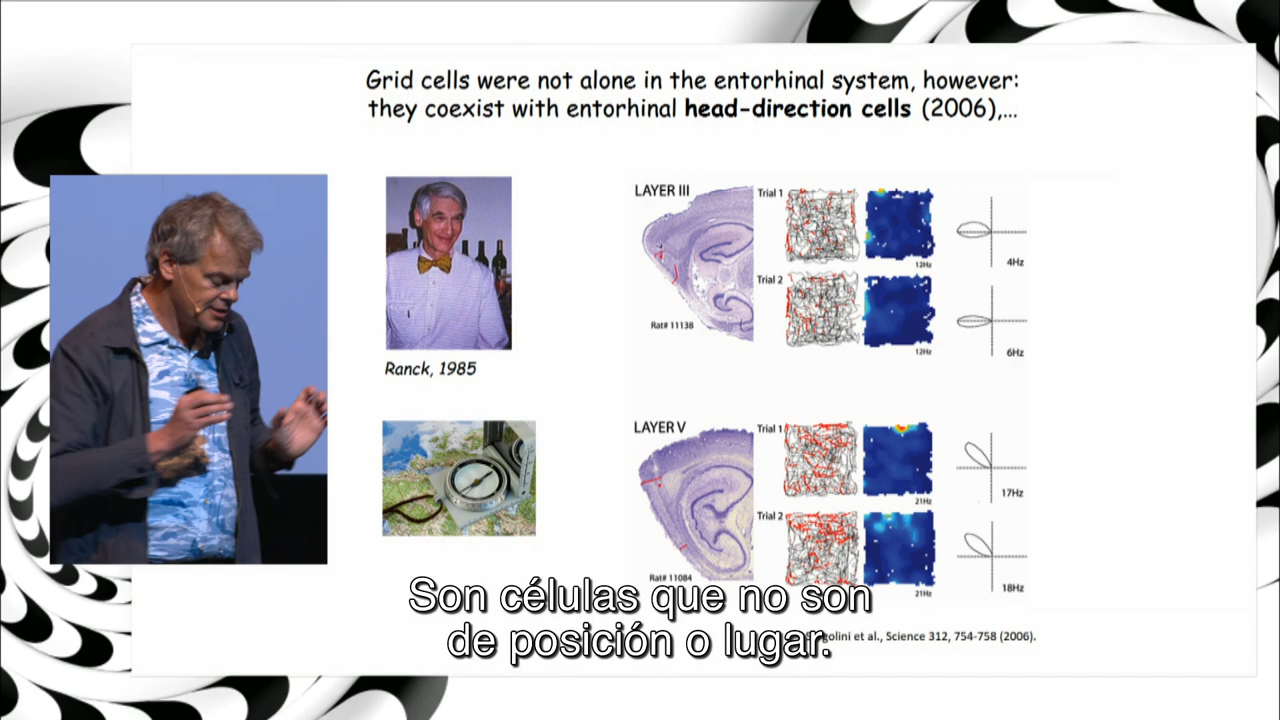 Grid cells were not alone in the entorhinal system, however:
they coexist with entorhinal head-direction cells (2006),...
Ranck, 1985
LAYER III
Trial 1
12Hz
4Hz
Trial 2
Rat# 11138
12Hz
6Hz
LAYER V
Trial 1
21Hz
17Hz
Trial 2
Rat# 11084
21Hz
18Hz
Son células que no son
de posición o lugar.
et al., Science 312, 754-758 (2006).